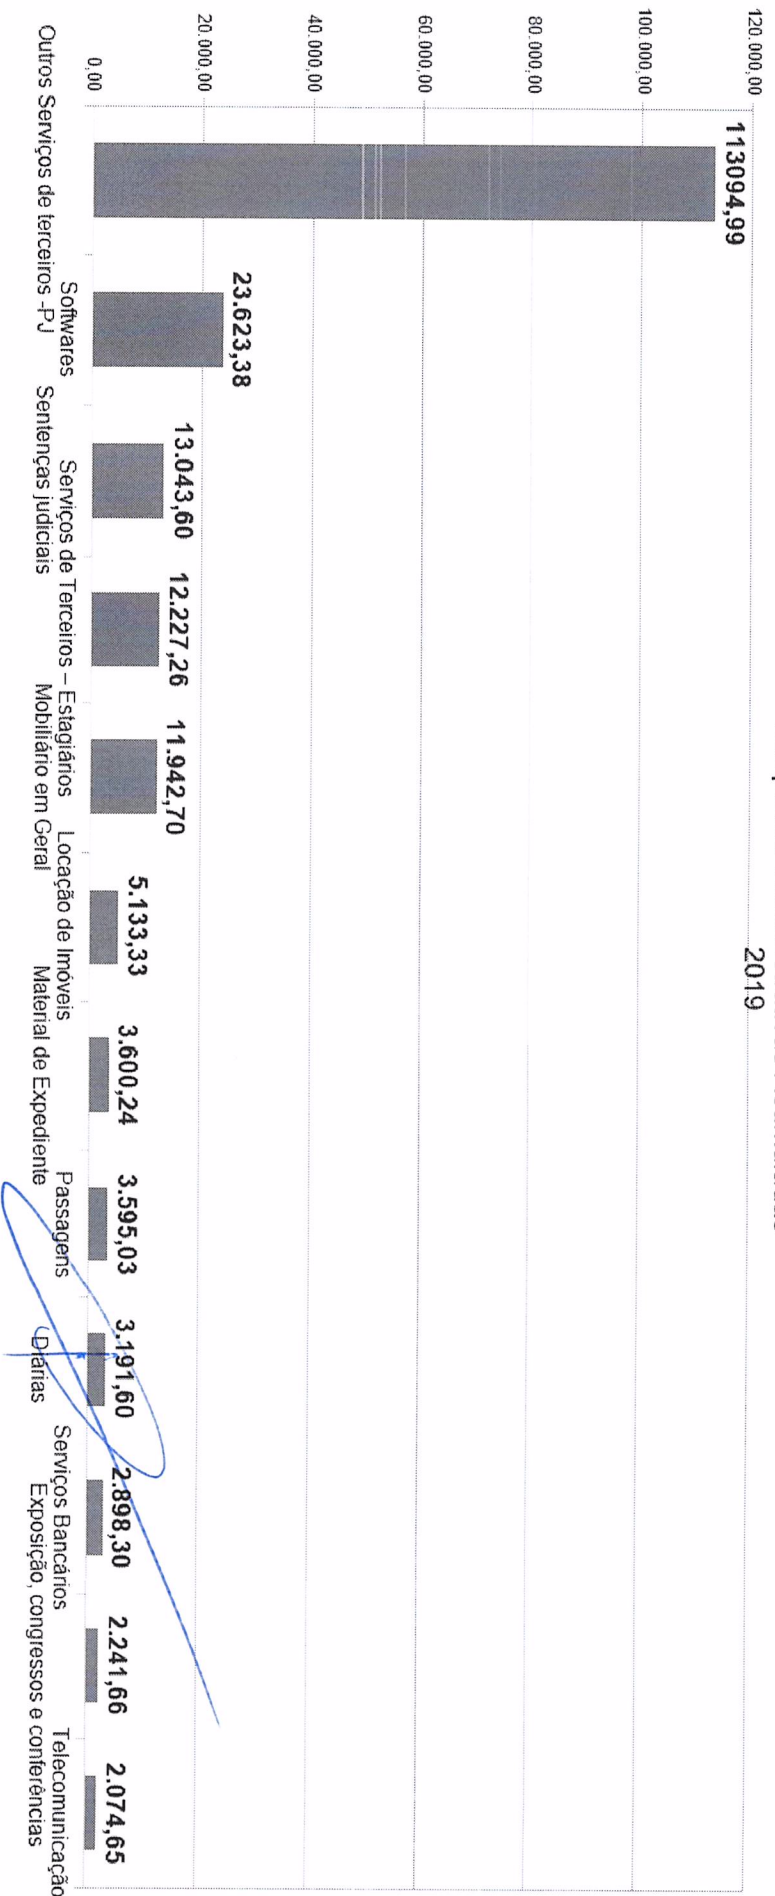 2019
120.000,00
100.000,00
80.000,00
60.000,00
40.000,00
20.000,00
0,00
113094,99
23.623,38
13.043,60
12.227,26
11.942,70
5.133,33
3.600,24
3.595,03
3.191,60
2.898,30
2.241,66
2.074,65
Softwares
Serviços de Terceiros – Estagiários
Locação de Imóveis
Passagens
Diárias
Serviços Bancários
Telecomunicação
Outros Serviços de terceiros -PJ
Sentenças judiciais
Mobiliário em Geral
Material de Expediente
Exposição, congressos e conferências